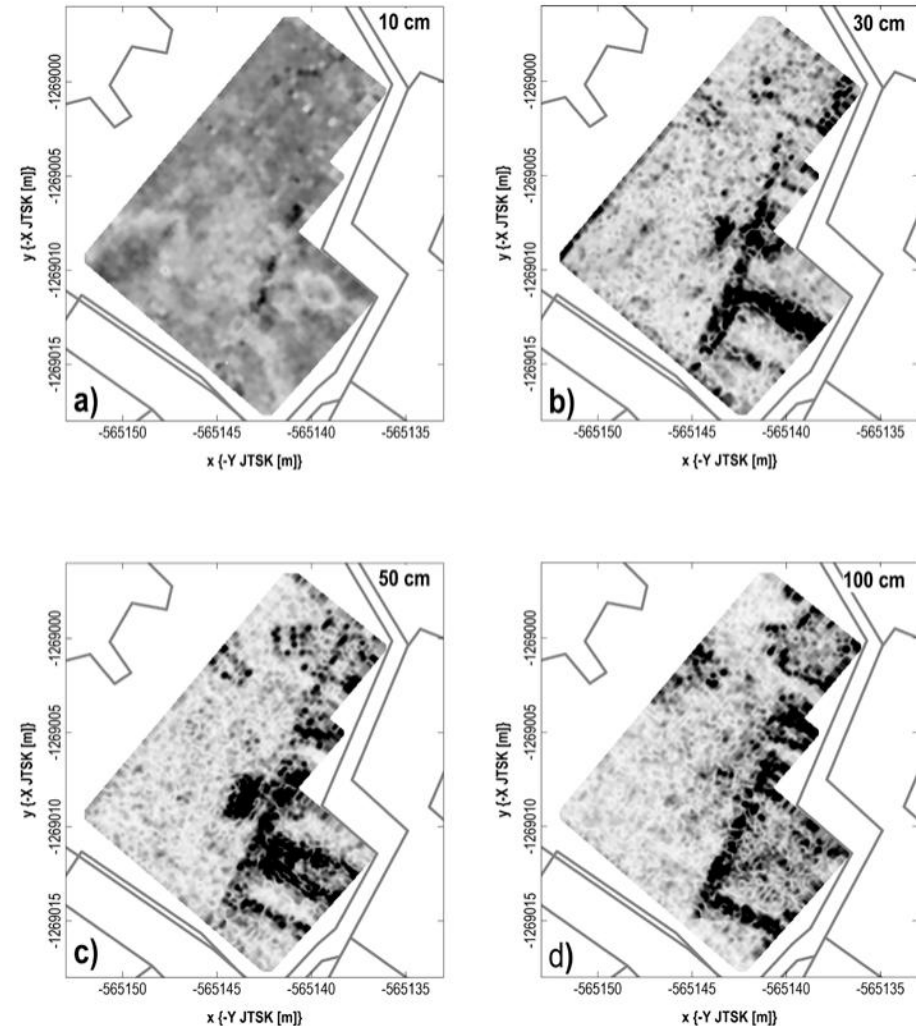 10 cm
-1269000
-1269005
-1269010
-1269015
y {-X JTSK [m]}
a)
-565150
-565145
-565140
-565135
x {-Y JTSK [m]}
30 cm
-1269000
-1269005
-1269010
-1269015
y {-X JTSK [m]}
b)
-565150
-565145
-565140
-565135
x {-Y JTSK [m]}
50 cm
-1269000
-1269005
-1269010
-1269015
y {-X JTSK [m]}
c)
-565150
-565145
-565140
-565135
x {-Y JTSK [m]}
100 cm
-1269000
-1269005
-1269010
-1269015
y {-X JTSK [m]}
d)
-565150
-565145
-565140
-565135
x {-Y JTSK [m]}